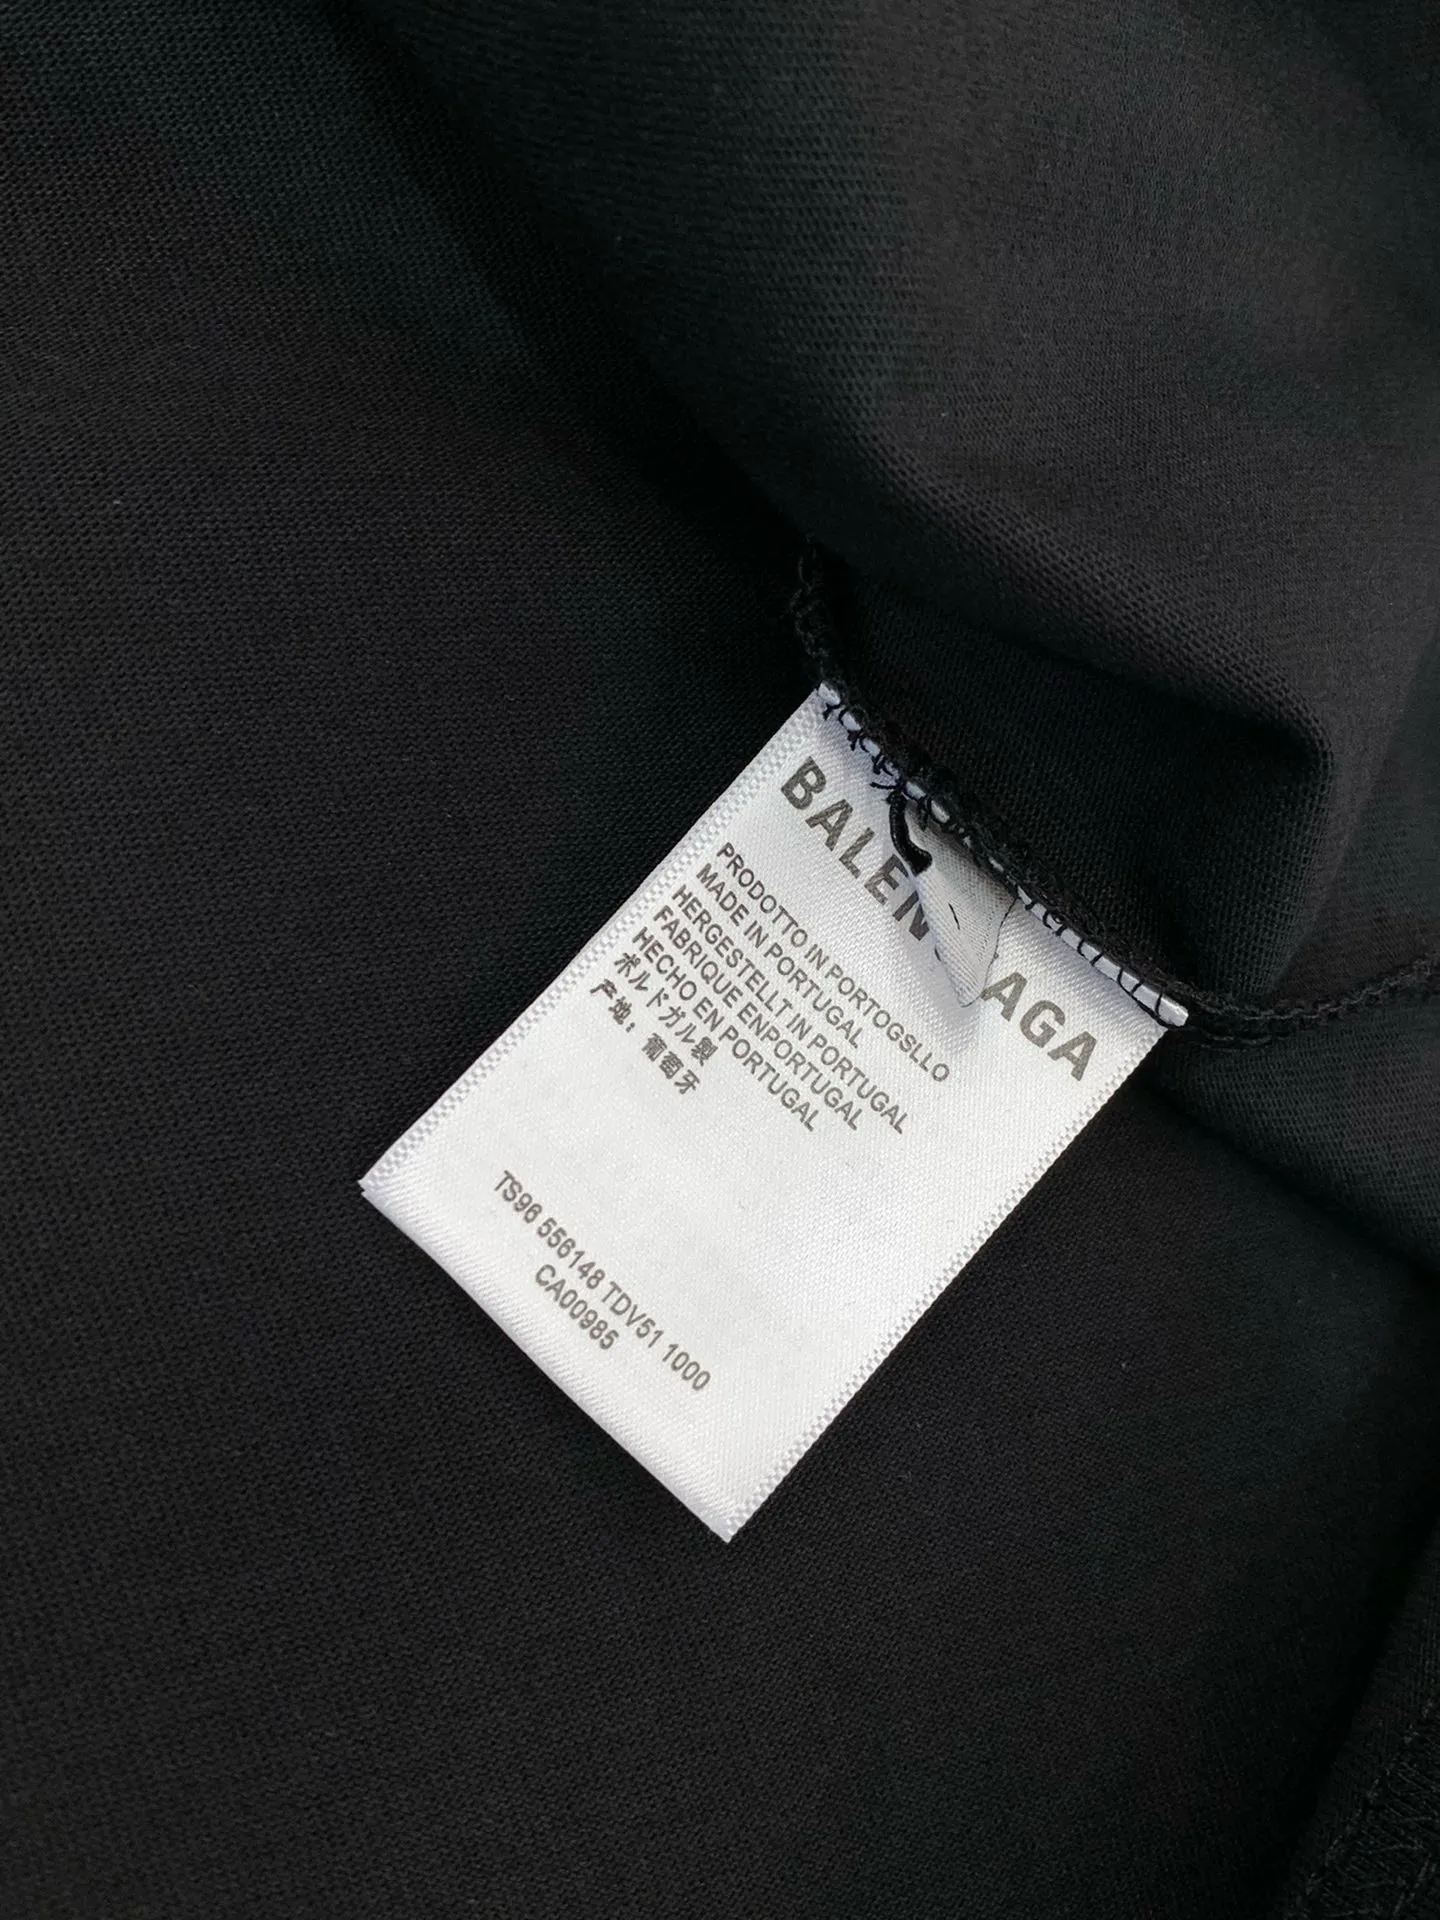 BALEN AGA
PRODOTTO IN PORTOGSLLO
MADE IN PORTUGAL
HERGESTELLT IN PORTUGAL
FABRIQUE ENPORTUGAL
HECHO EN PORTUGAL
ポルドガル製
产地：葡萄牙
TS96 556148 TDV51 1000
CA00985